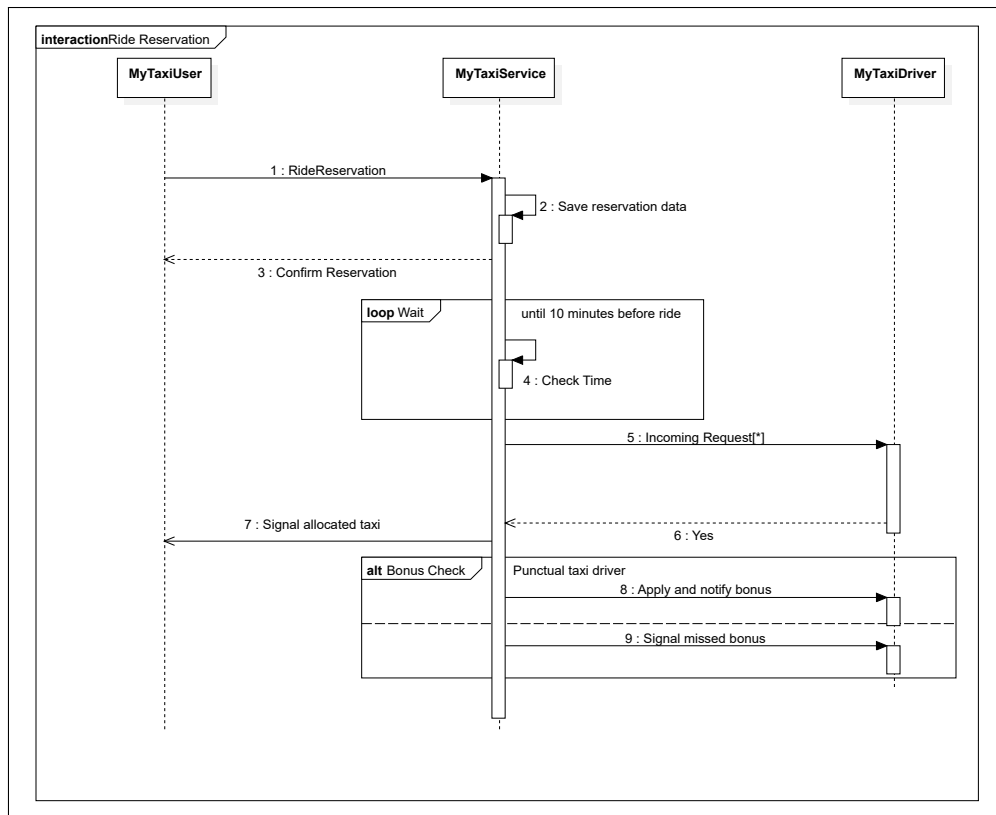 interactionRide Reservation
MyTaxiUser
MyTaxiService
MyTaxiDriver
1 : RideReservation
2 : Save reservation data
3 : Confirm Reservation
loop Wait
until 10 minutes before ride
4 : Check Time
5 : Incoming Request[*]
6 : Yes
7 : Signal allocated taxi
alt Bonus Check
Punctual taxi driver
8 : Apply and notify bonus
9 : Signal missed bonus